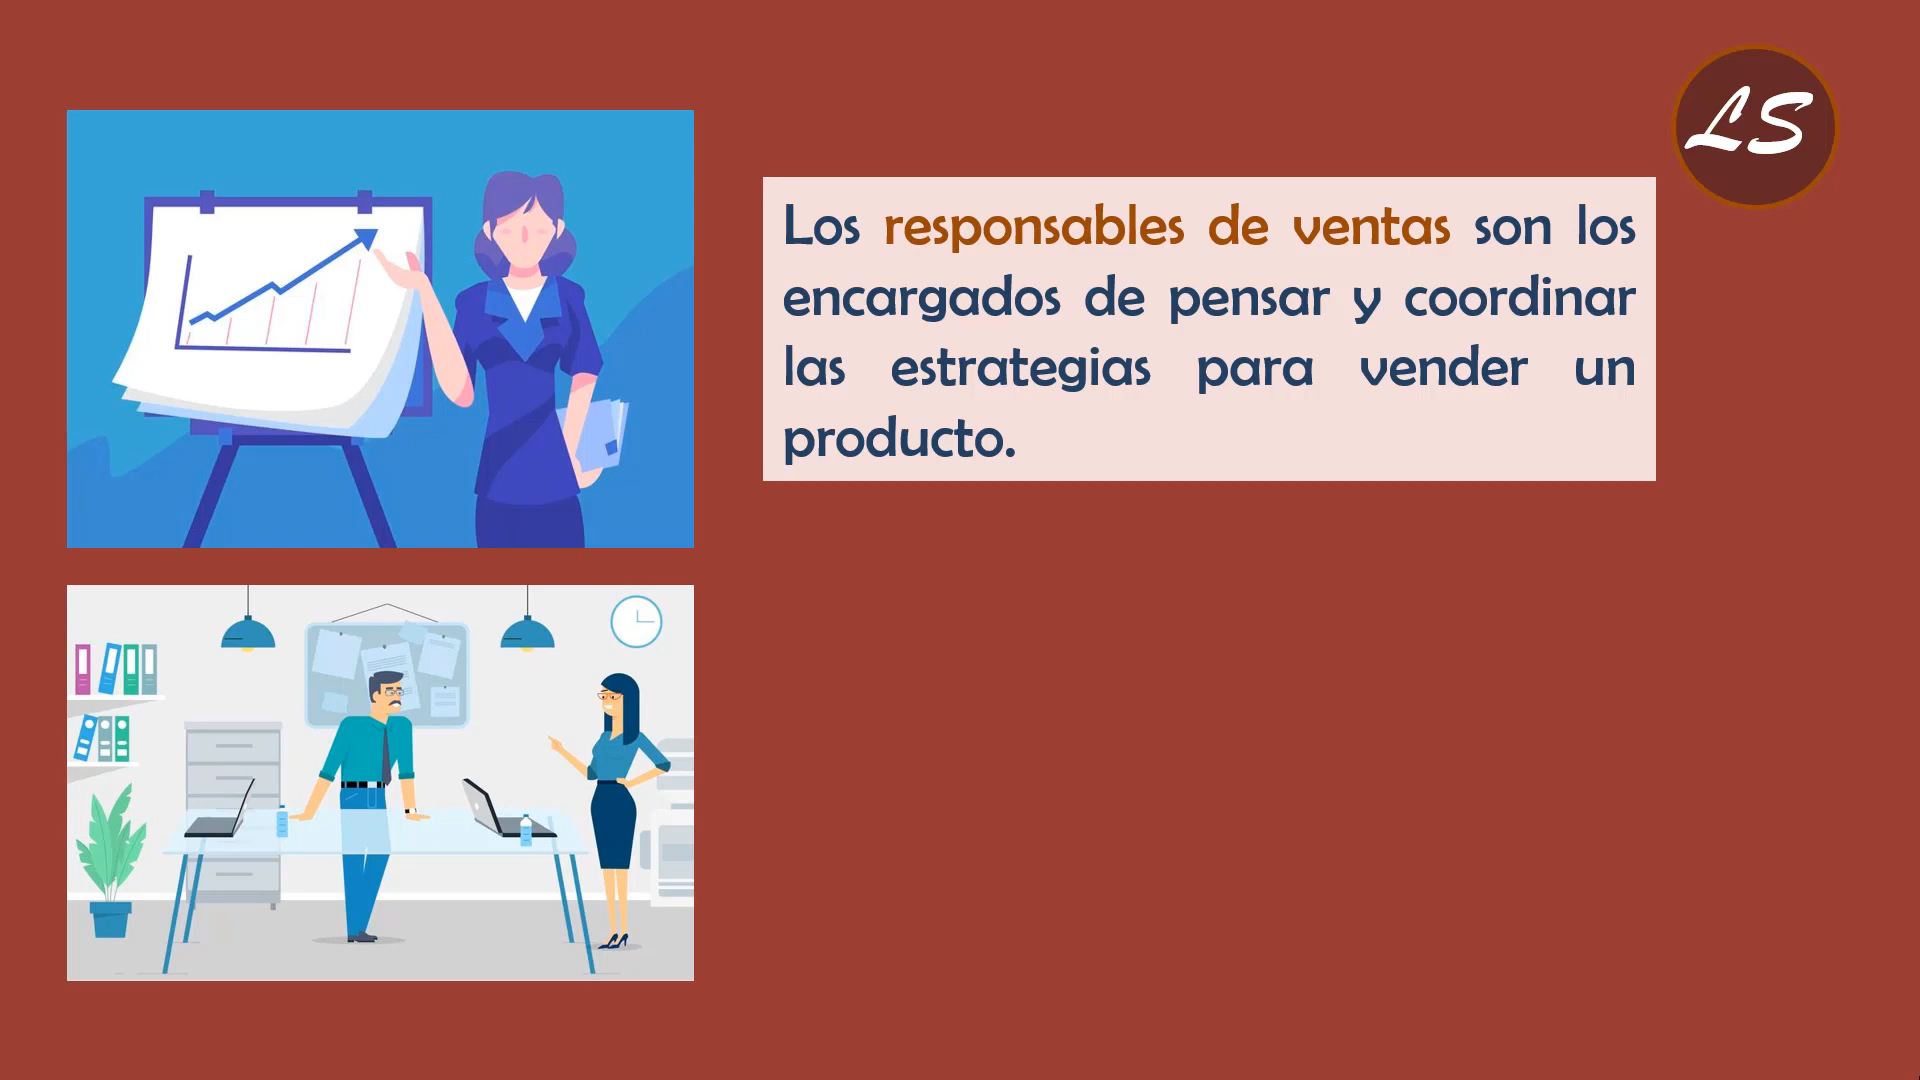 LS
Los responsables de ventas son los
encargados de pensar y coordinar
las estrategias para vender un
producto.